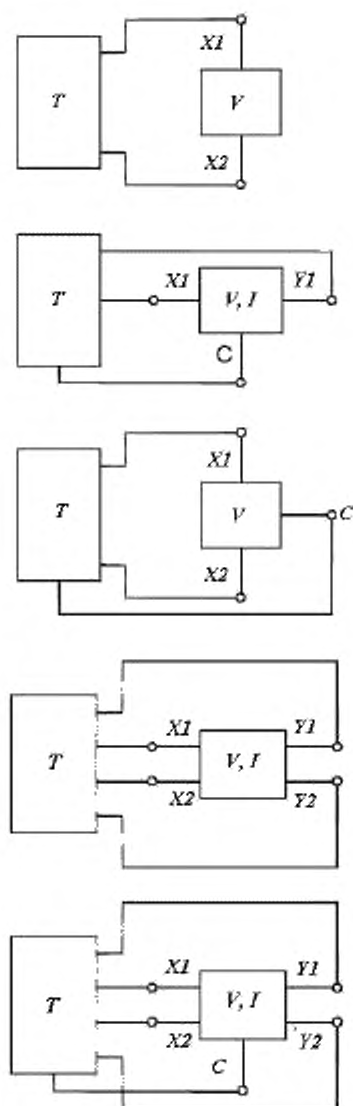 X1
T V
X2
X1 Y1
T V, I
C
X1
T V C
X2
X1 Y1
T V, I
X2 Y2
X1 Y1
T V, I
X2 Y2
C